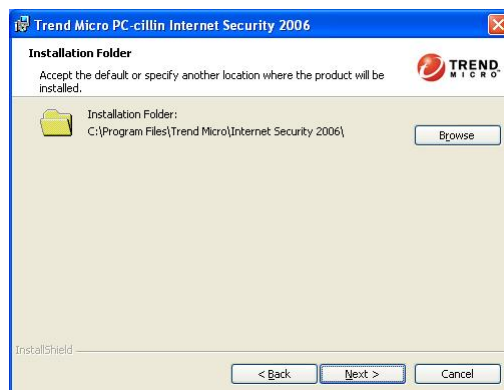 Trend Micro PC-cillin Internet Security 2006
Installation Folder
Accept the default or specify another location where the product will be
installed.
TREND
MICRO
Installation Folder:
C:\Program Files\Trend Micro\Internet Security 2006\
Browse
InstallShield
< Back
Next >
Cancel